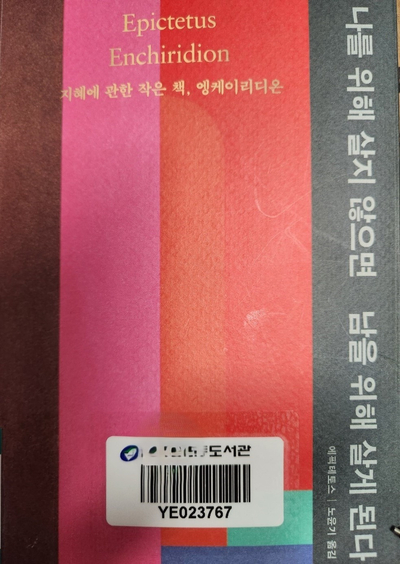 Epictetus
Enchiridion
지혜에 관한 작은 책, 엥케이리디온
나를 위해 살지 않으면 남을 위해 살게 된다
에픽테토스 | 노윤기 옮김
도서관
YE023767